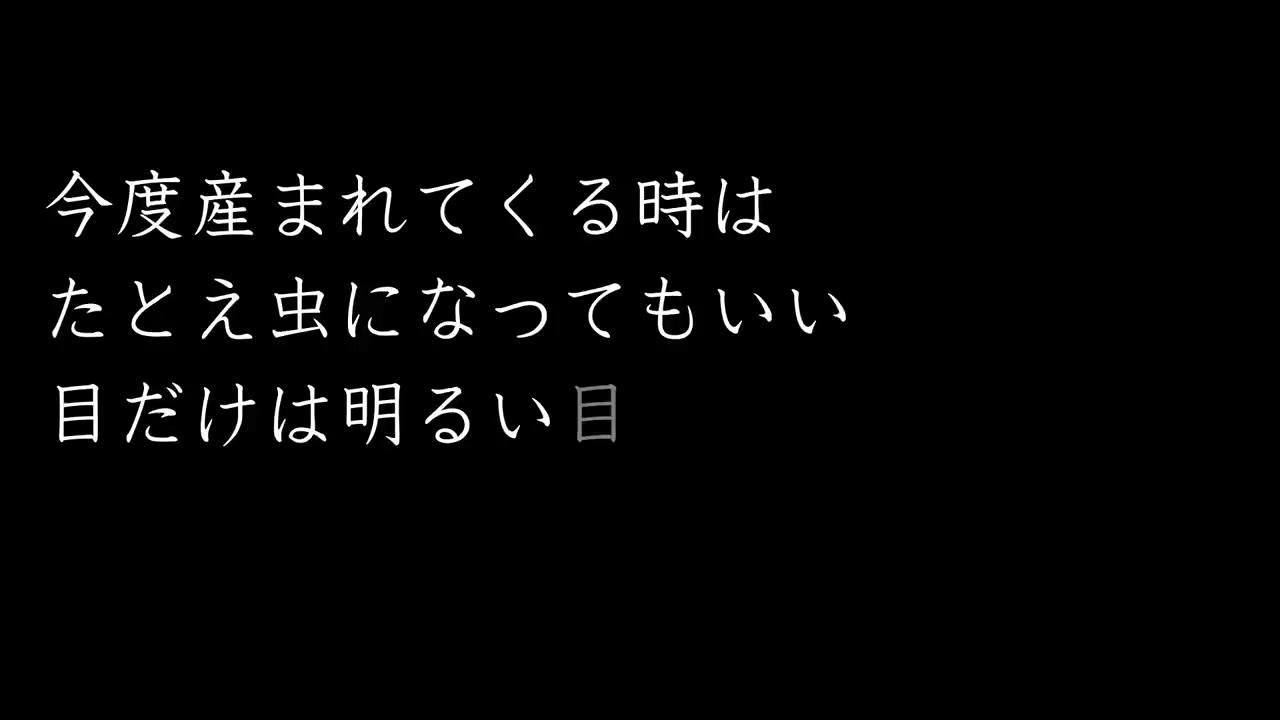 今度産まれてくる時は
たとえ虫になってもいい
目だけは明るい目